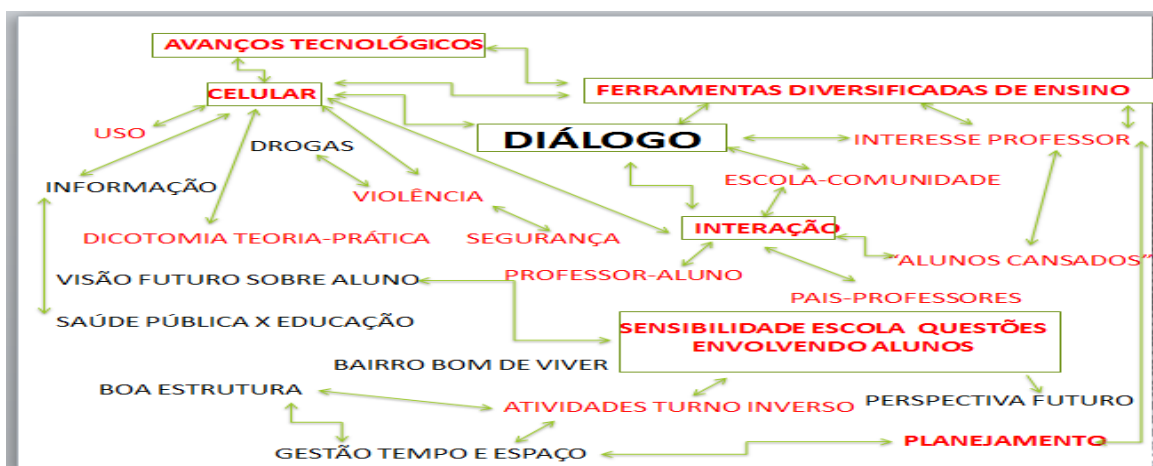 AVANÇOS TECNOLÓGICOS
CELULAR
FERRAMENTAS DIVERSIFICADAS DE ENSINO
USO
DROGAS
DIÁLOGO
INTERESSE PROFESSOR
INFORMAÇÃO
VIOLÊNCIA
ESCOLA-COMUNIDADE
DICOTOMIA TEORIA-PRÁTICA
SEGURANÇA
INTERAÇÃO
"ALUNOS CANSADOS"
VISÃO FUTURO SOBRE ALUNO
PROFESSOR-ALUNO
PAIS-PROFESSORES
SAÚDE PÚBLICA X EDUCAÇÃO
SENSIBILIDADE ESCOLA QUESTÕES
ENVOLVENDO ALUNOS
BAIRRO BOM DE VIVER
BOA ESTRUTURA
ATIVIDADES TURNO INVERSO
PERSPECTIVA FUTURO
GESTÃO TEMPO E ESPAÇO
PLANEJAMENTO